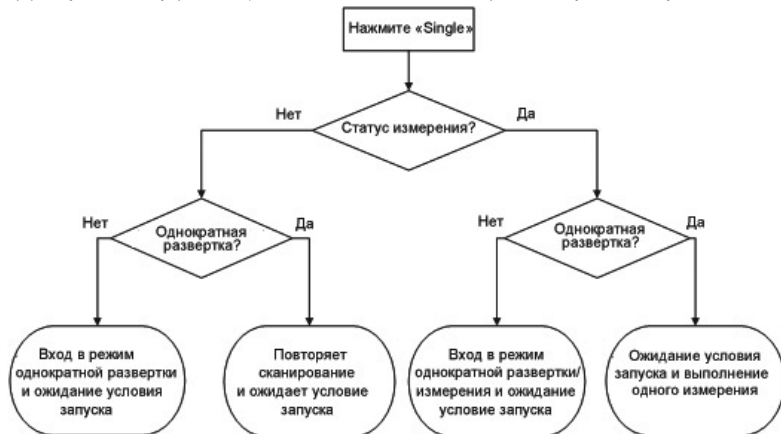 Нажмите «Single»
Нет
Статус измерения?
Да
Нет
Однократная
развертка?
Да
Нет
Однократная
развертка?
Да
Вход в режим
однократной развертки
и ожидание условия
запуска
Повторяет
сканирование
и ожидает условие
запуска
Вход в режим
однократной развертки/
измерения и ожидание
условие запуска
Ожидание условия
запуска и выполнение
одного измерения